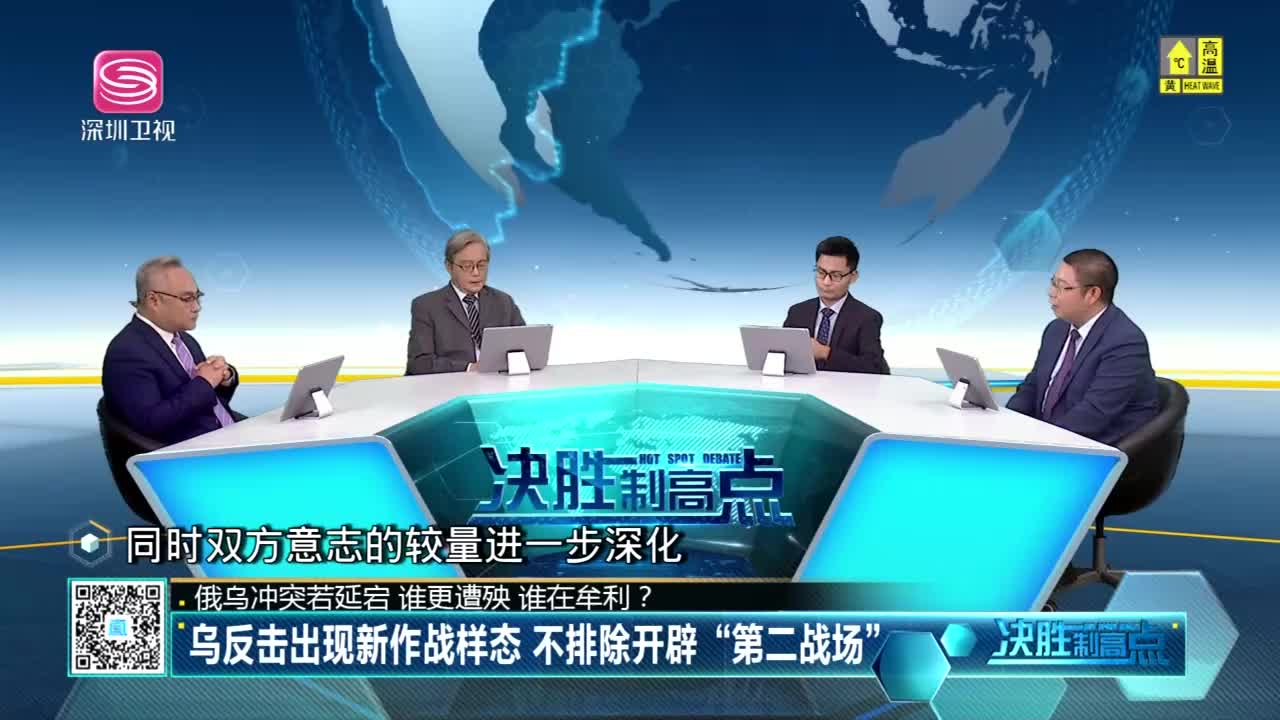 深圳卫视
℃
高温
黄 HEAT WAVE
HOT SPOT DEBATE
决胜制高点
同时双方意志的较量进一步深化
俄乌冲突若延宕 谁更遭殃 谁在牟利？
乌反击出现新作战样态 不排除开辟“第二战场”
决胜制高点